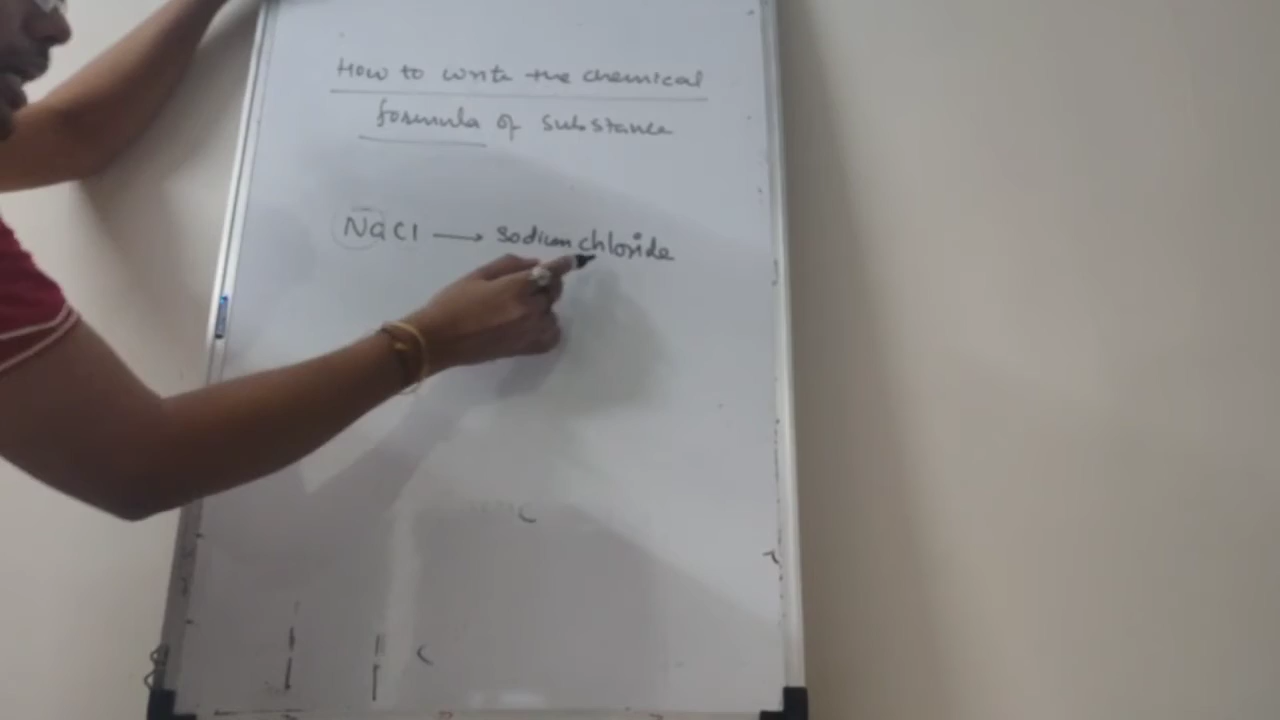 How to write the chemical
formula of substance
NaCl → sodium chloride